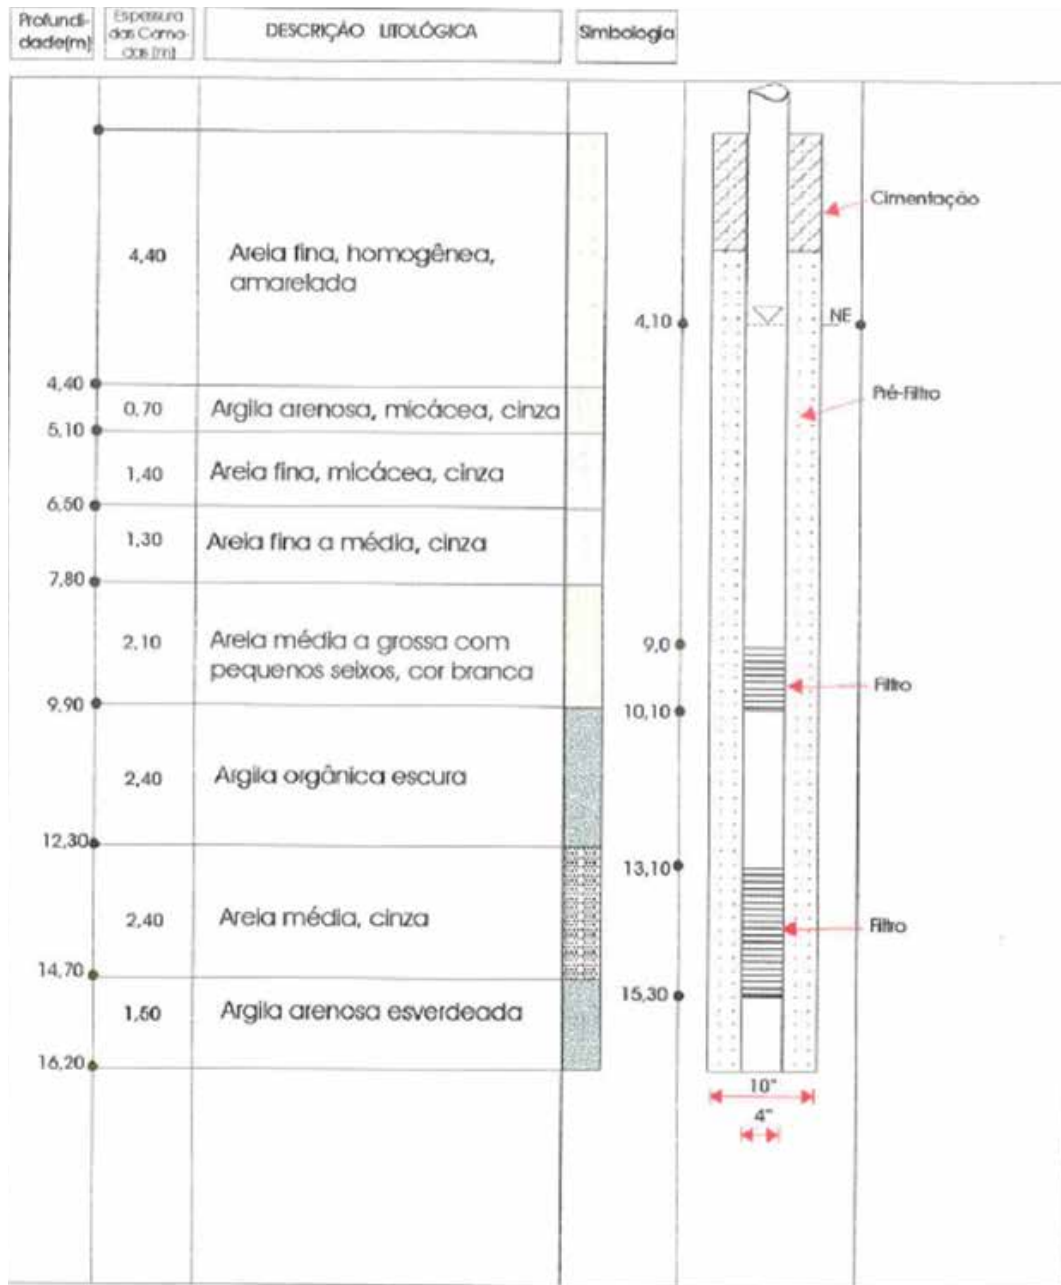 Profundi-
dade(m)
Espessura
das Cama-
das (m)
DESCRIÇÃO LITOLÓGICA
Simbologia
Cimentação
4,40
Areia fina, homogênea,
amarelada
4,10
NE
4,40
Pré-Filtro
0,70
Argila arenosa, micácea, cinza
5,10
1,40
Areia fina, micácea, cinza
6,50
1,30
Areia fina a média, cinza
7,80
2,10
Areia média a grossa com
pequenos seixos, cor branca
9,0
Filtro
9,90
10,10
2,40
Argila orgânica escura
12,30
13,10
2,40
Areia média, cinza
Filtro
14,70
15,30
1,50
Argila arenosa esverdeada
16,20
10"
4"